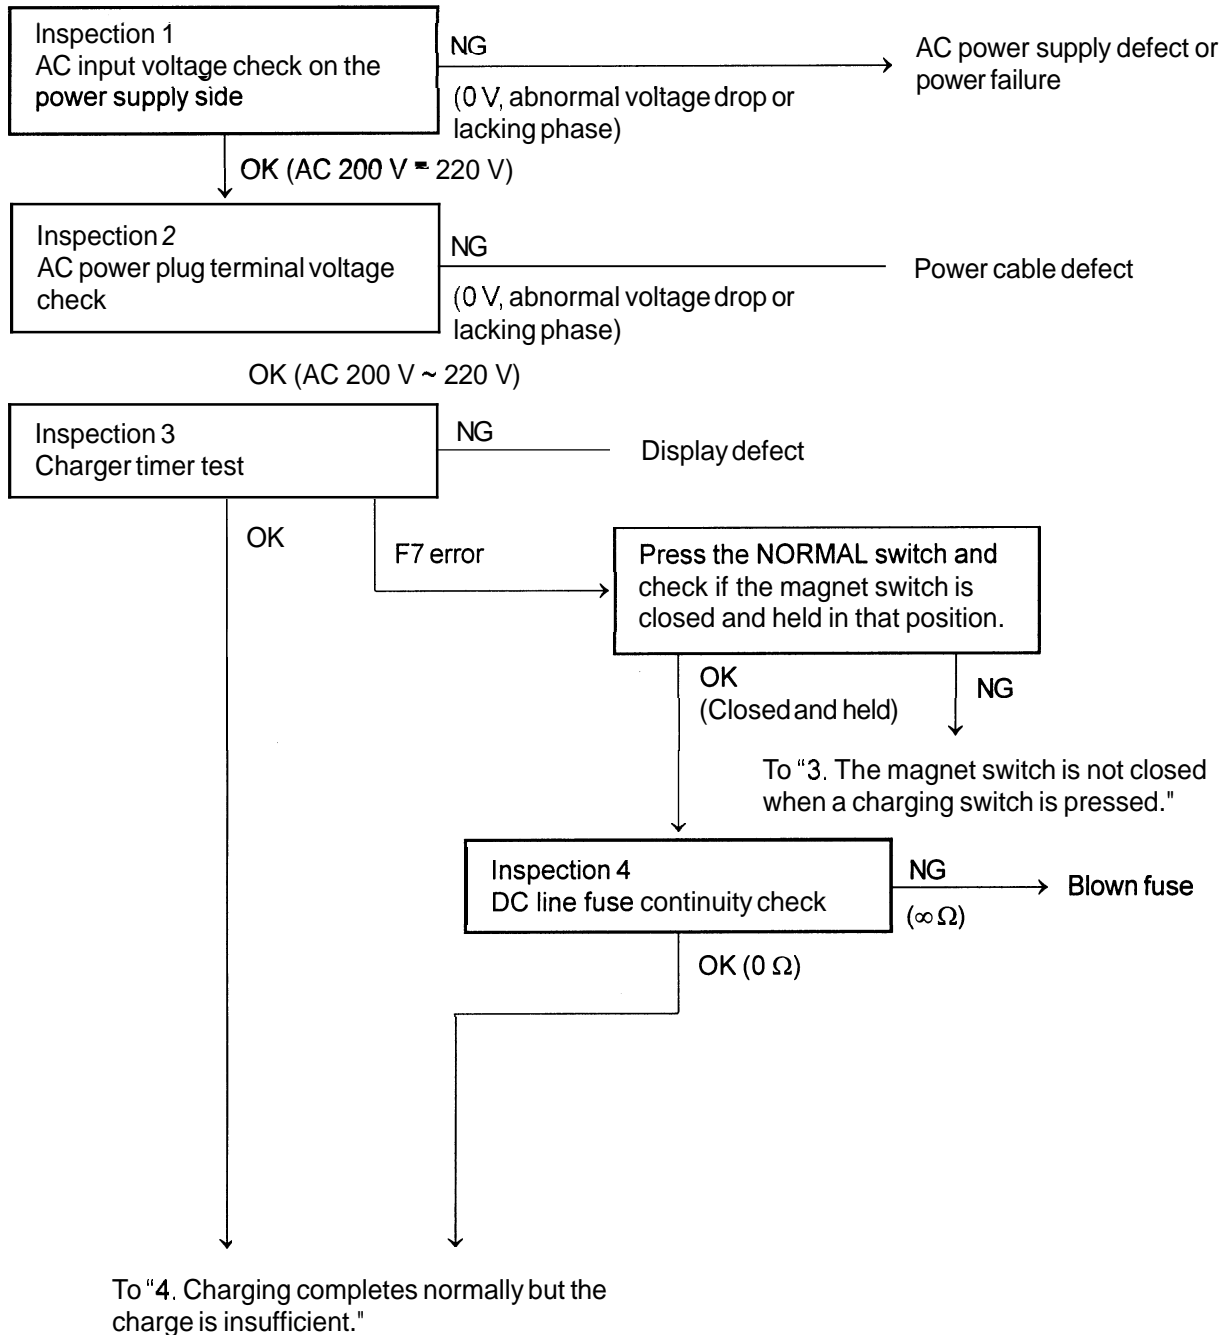 Inspection 1
AC input voltage check on the
power supply side
NG
(0 V, abnormal voltage drop or
lacking phase)
AC power supply defect or
power failure
OK (AC 200 V ~ 220 V)
Inspection 2
AC power plug terminal voltage
check
NG
(0 V, abnormal voltage drop or
lacking phase)
Power cable defect
OK (AC 200 V ~ 220 V)
Inspection 3
Charger timer test
NG
Display defect
OK
F7 error
Press the NORMAL switch and
check if the magnet switch is
closed and held in that position.
OK
(Closed and held)
NG
To “3. The magnet switch is not closed
when a charging switch is pressed."
Inspection 4
DC line fuse continuity check
NG
(∞ Ω)
Blown fuse
OK (0 Ω)
To “4. Charging completes normally but the
charge is insufficient."